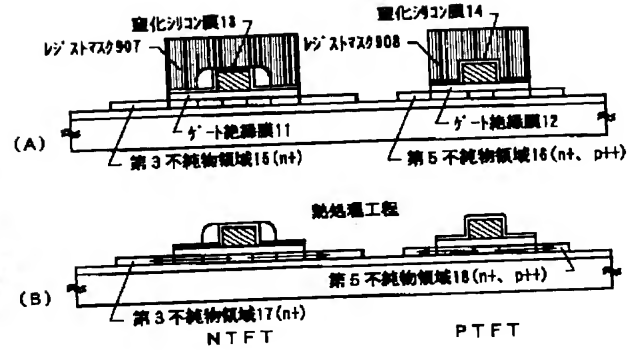 窒化シリコン膜13
窒化シリコン膜14
レジストマスク907
レジストマスク908
ゲート絶縁膜11
ゲート絶縁膜12
(A)
第3不純物領域15(n+)
第5不純物領域16(n+、p++)
熱処理工程
(B)
第5不純物領域18(n+、p++)
第3不純物領域17(n+)
NTFT
PTFT